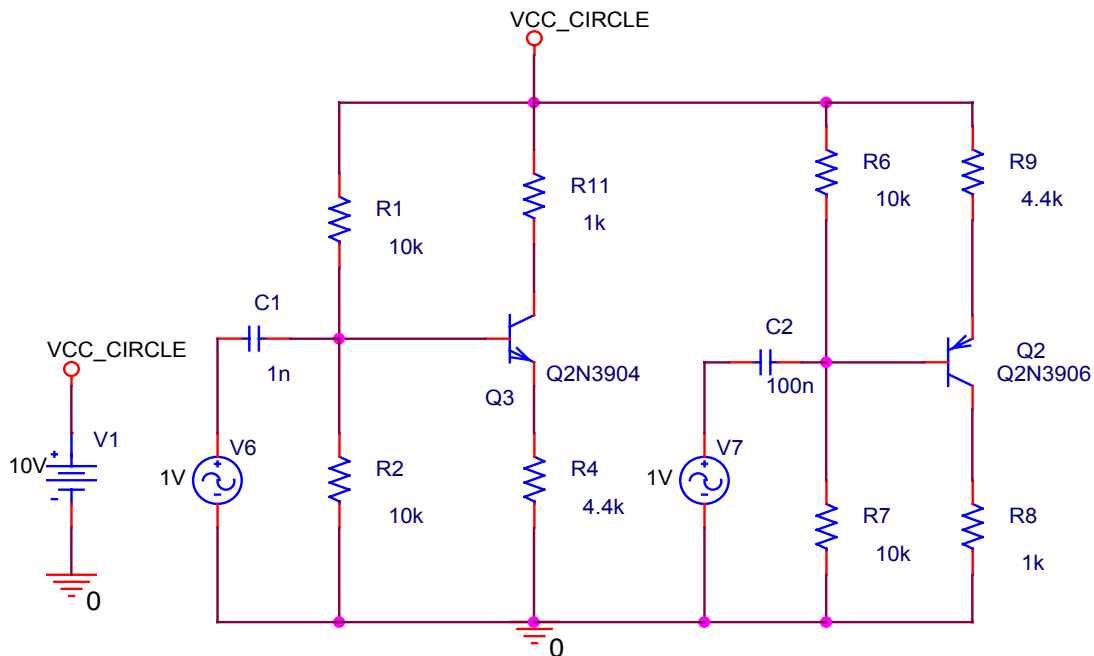 VCC_CIRCLE
R11
1k
R6
10k
R9
4.4k
R1
10k
C1
1n
VCC_CIRCLE
Q2N3904
Q3
C2
100n
Q2
Q2N3906
V1
10V
+
-
V6
1V
+
-
R2
10k
R4
4.4k
V7
1V
+
-
R7
10k
R8
1k
0
0